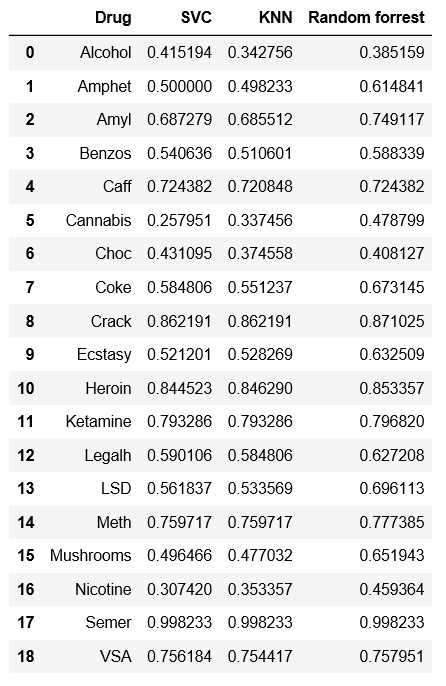 Drug SVC KNN Random forrest
0 Alcohol 0.415194 0.342756 0.385159
1 Amphet 0.500000 0.498233 0.614841
2 Amyl 0.687279 0.685512 0.749117
3 Benzos 0.540636 0.510601 0.588339
4 Caff 0.724382 0.720848 0.724382
5 Cannabis 0.257951 0.337456 0.478799
6 Choc 0.431095 0.374558 0.408127
7 Coke 0.584806 0.551237 0.673145
8 Crack 0.862191 0.862191 0.871025
9 Ecstasy 0.521201 0.528269 0.632509
10 Heroin 0.844523 0.846290 0.853357
11 Ketamine 0.793286 0.793286 0.796820
12 Legalh 0.590106 0.584806 0.627208
13 LSD 0.561837 0.533569 0.696113
14 Meth 0.759717 0.759717 0.777385
15 Mushrooms 0.496466 0.477032 0.651943
16 Nicotine 0.307420 0.353357 0.459364
17 Semer 0.998233 0.998233 0.998233
18 VSA 0.756184 0.754417 0.757951